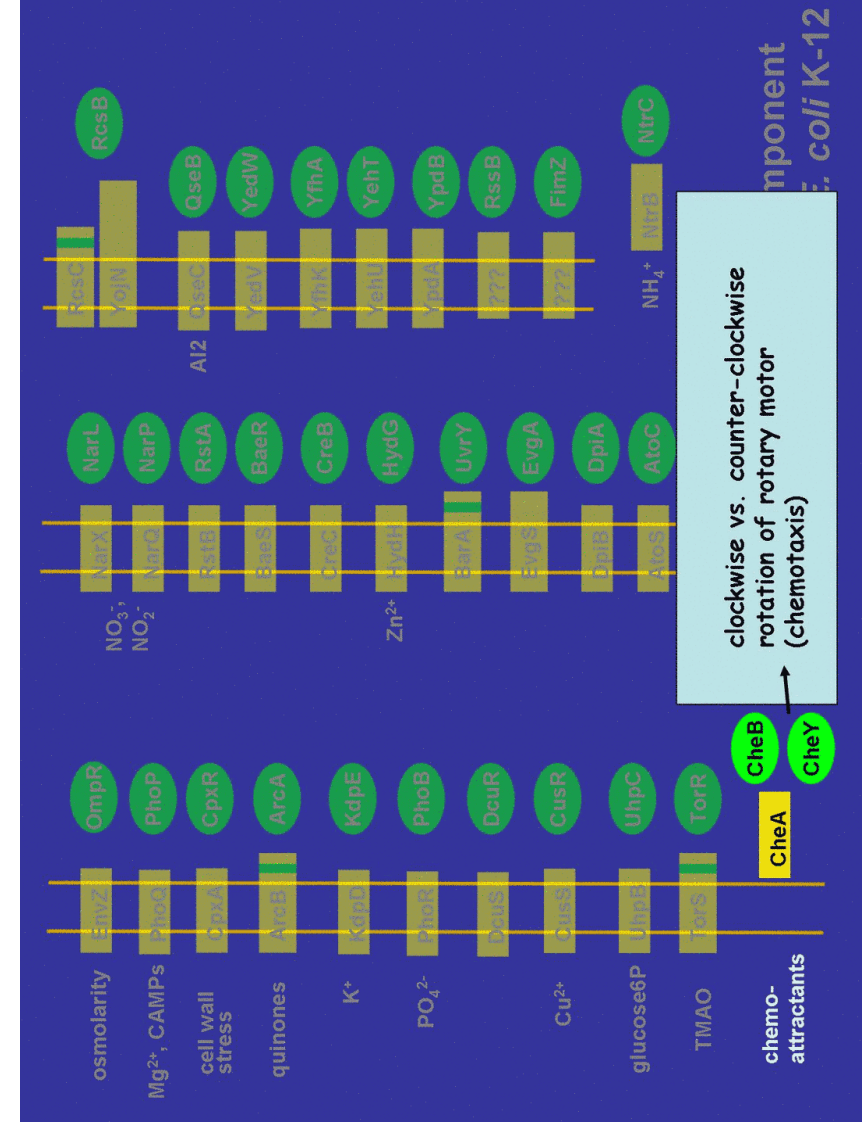 osmolarity
EnvZ
OmpR
Mg²⁺, CAMPs
PhoQ
PhoP
cell wall
stress
CpxA
CpxR
quinones
ArcB
ArcA
K⁺
KdpD
KdpE
PO₄²⁻
PhoR
PhoB
DcuS
DcuR
Cu²⁺
CusS
CusR
glucose6P
UhpB
UhpC
TMAO
TorS
TorR
chemo-
attractants
CheA
CheB
CheY
NO₃⁻,
NO₂⁻
NarX
NarL
NarQ
NarP
RstB
RstA
BaeS
BaeR
CreC
CreB
Zn²⁺
HydH
HydG
BarA
UvrY
EvgS
EvgA
DpiB
DpiA
AtoS
AtoC
RcsC
YojN
RcsB
AI2
QseC
QseB
YedV
YedW
YfhK
YfhA
YehU
YehT
YpdA
YpdB
???
RssB
???
FimZ
NH₄⁺
NtrB
NtrC
clockwise vs. counter-clockwise
rotation of rotary motor
(chemotaxis)
mponent
E. coli K-12